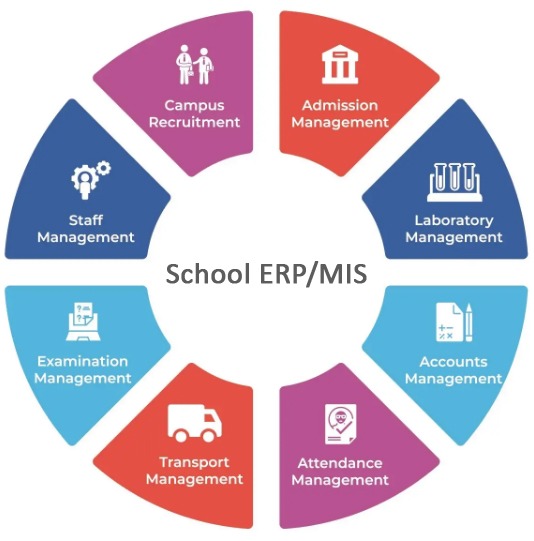 Campus
Recruitment
Admission
Management
Staff
Management
Laboratory
Management
School ERP/MIS
Examination
Management
Accounts
Management
Transport
Management
Attendance
Management